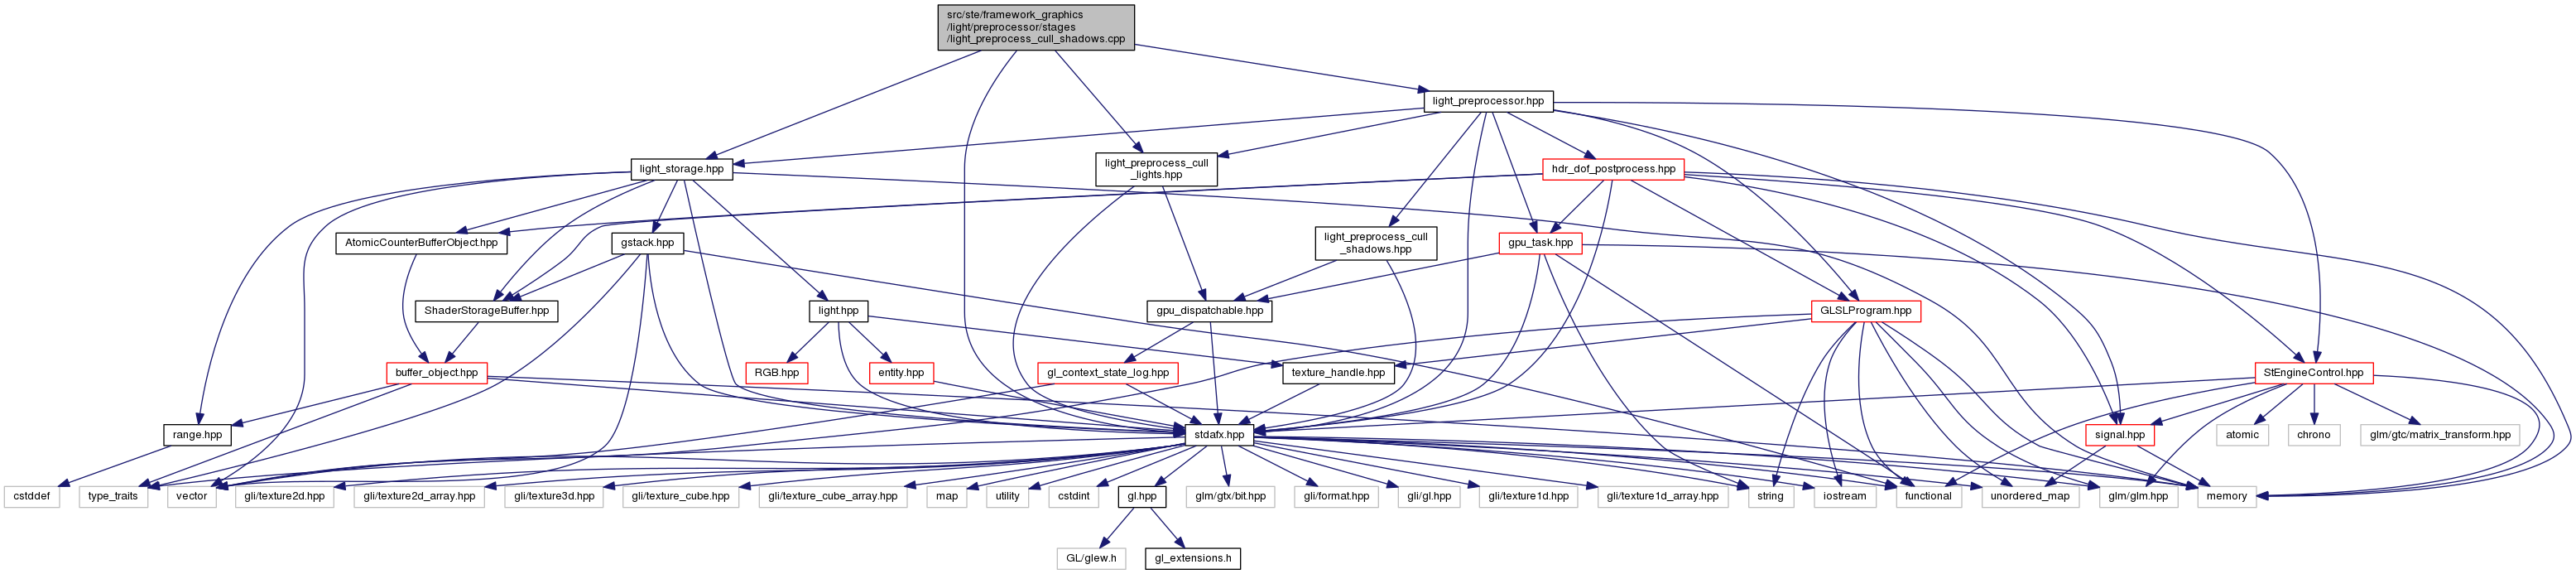 src/ste/framework_graphics
/light/preprocessor/stages
/light_preprocess_cull_shadows.cpp
light_preprocessor.hpp
light_storage.hpp
light_preprocess_cull
_lights.hpp
hdr_dof_postprocess.hpp
AtomicCounterBufferObject.hpp
gstack.hpp
light_preprocess_cull
_shadows.hpp
gpu_task.hpp
ShaderStorageBuffer.hpp
light.hpp
gpu_dispatchable.hpp
GLSLProgram.hpp
buffer_object.hpp
RGB.hpp
entity.hpp
gl_context_state_log.hpp
texture_handle.hpp
StEngineControl.hpp
range.hpp
stdafx.hpp
signal.hpp
atomic
chrono
glm/gtc/matrix_transform.hpp
cstddef
type_traits
vector
gli/texture2d.hpp
gli/texture2d_array.hpp
gli/texture3d.hpp
gli/texture_cube.hpp
gli/texture_cube_array.hpp
map
utility
cstdint
gl.hpp
glm/gtx/bit.hpp
gli/format.hpp
gli/gl.hpp
gli/texture1d.hpp
gli/texture1d_array.hpp
string
iostream
functional
unordered_map
glm/glm.hpp
memory
GL/glew.h
gl_extensions.h